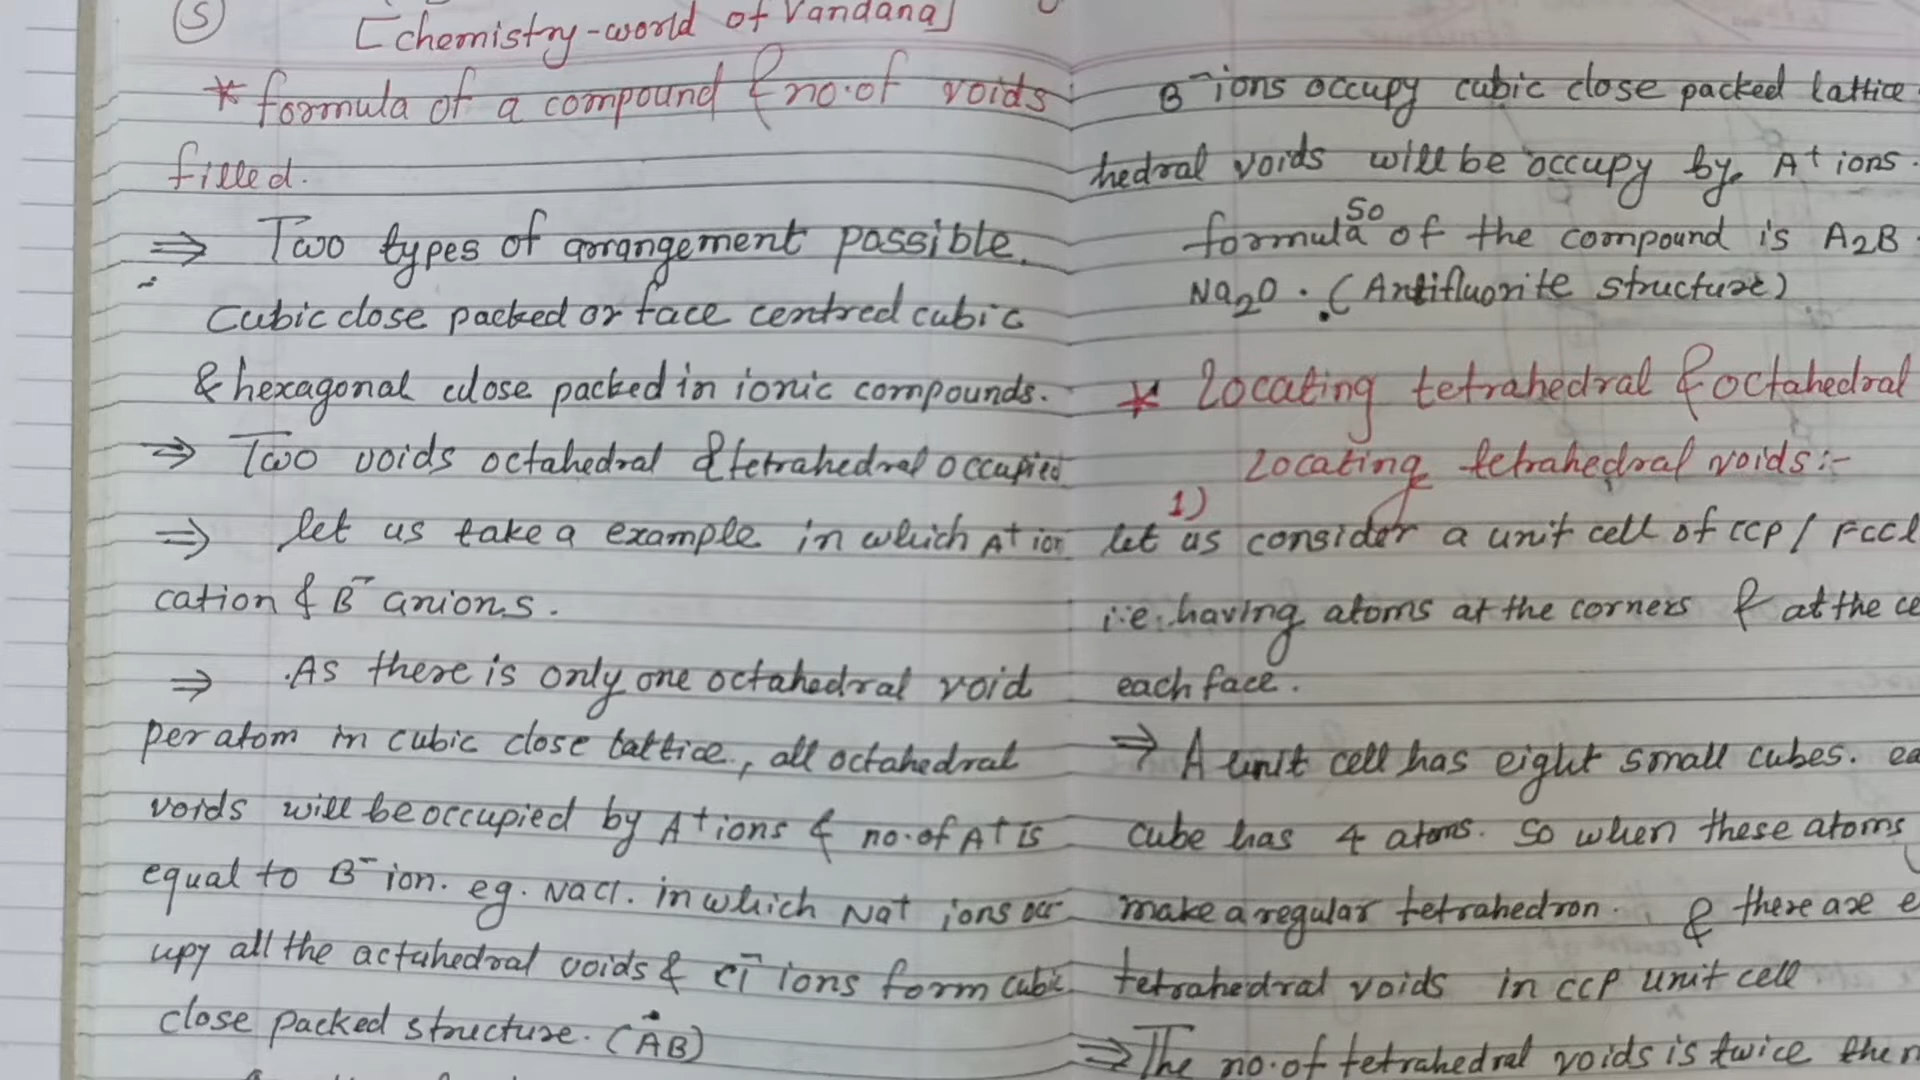 5
[chemistry-world of Vandana]
* formula of a compound & no.of voids
filled.
⇒ Two types of arrangement possible.
cubic close packed or face centred cubic
& hexagonal close packed in ionic compounds.
⇒ Two voids octahedral & tetrahedral occupied
⇒ let us take a example in which A+ ion
cation & B- anions.
⇒ As there is only one octahedral void
per atom in cubic close lattice, all octahedral
voids will be occupied by A+ ions & no.of A+ is
equal to B- ion. eg. NaCl. in which Na+ ions occ
upy all the octahedral voids & Cl- ions form cubic
close packed structure. (AB)
B- ions occupy cubic close packed lattice
hedral voids will be occupy by A+ ions.
So
formula of the compound is A2B
Na2O. (Antifluorite structure)
* Locating tetrahedral & octahedral
Locating tetrahedral voids:-
1)
let us consider a unit cell of ccp / Fccl
i.e. having atoms at the corners & at the ce
each face.
⇒ A unit cell has eight small cubes. ea
cube has 4 atoms. So when these atoms
make a regular tetrahedron. & there are e
tetrahedral voids in ccp unit cell
⇒ The no.of tetrahedral voids is twice the n